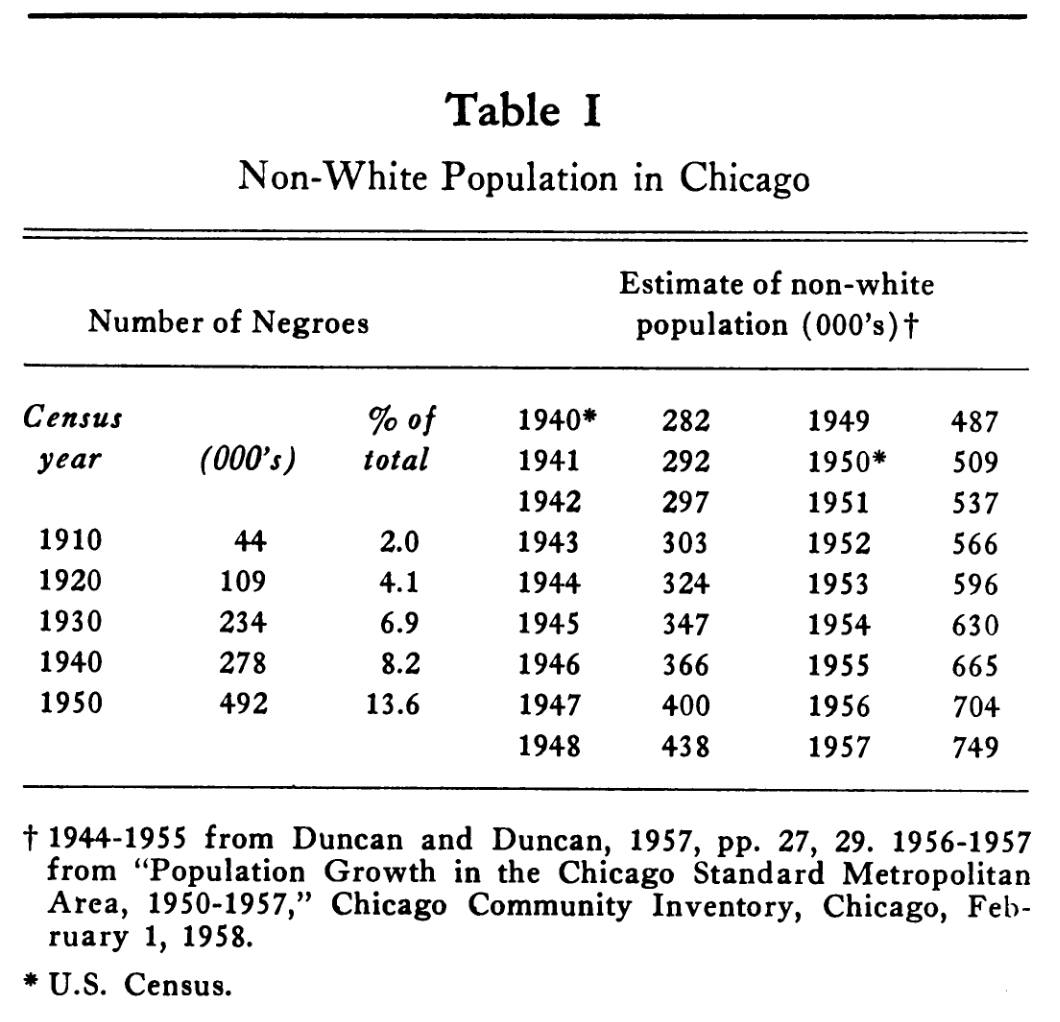 Table I
Non-White Population in Chicago
Number of Negroes
Estimate of non-white
population (000's)†
Census
year (000's) % of
total
1910 44 2.0
1920 109 4.1
1930 234 6.9
1940 278 8.2
1950 492 13.6
1940* 282 1949 487
1941 292 1950* 509
1942 297 1951 537
1943 303 1952 566
1944 324 1953 596
1945 347 1954 630
1946 366 1955 665
1947 400 1956 704
1948 438 1957 749
† 1944-1955 from Duncan and Duncan, 1957, pp. 27, 29. 1956-1957
from “Population Growth in the Chicago Standard Metropolitan
Area, 1950-1957,” Chicago Community Inventory, Chicago, Feb-
ruary 1, 1958.
* U.S. Census.